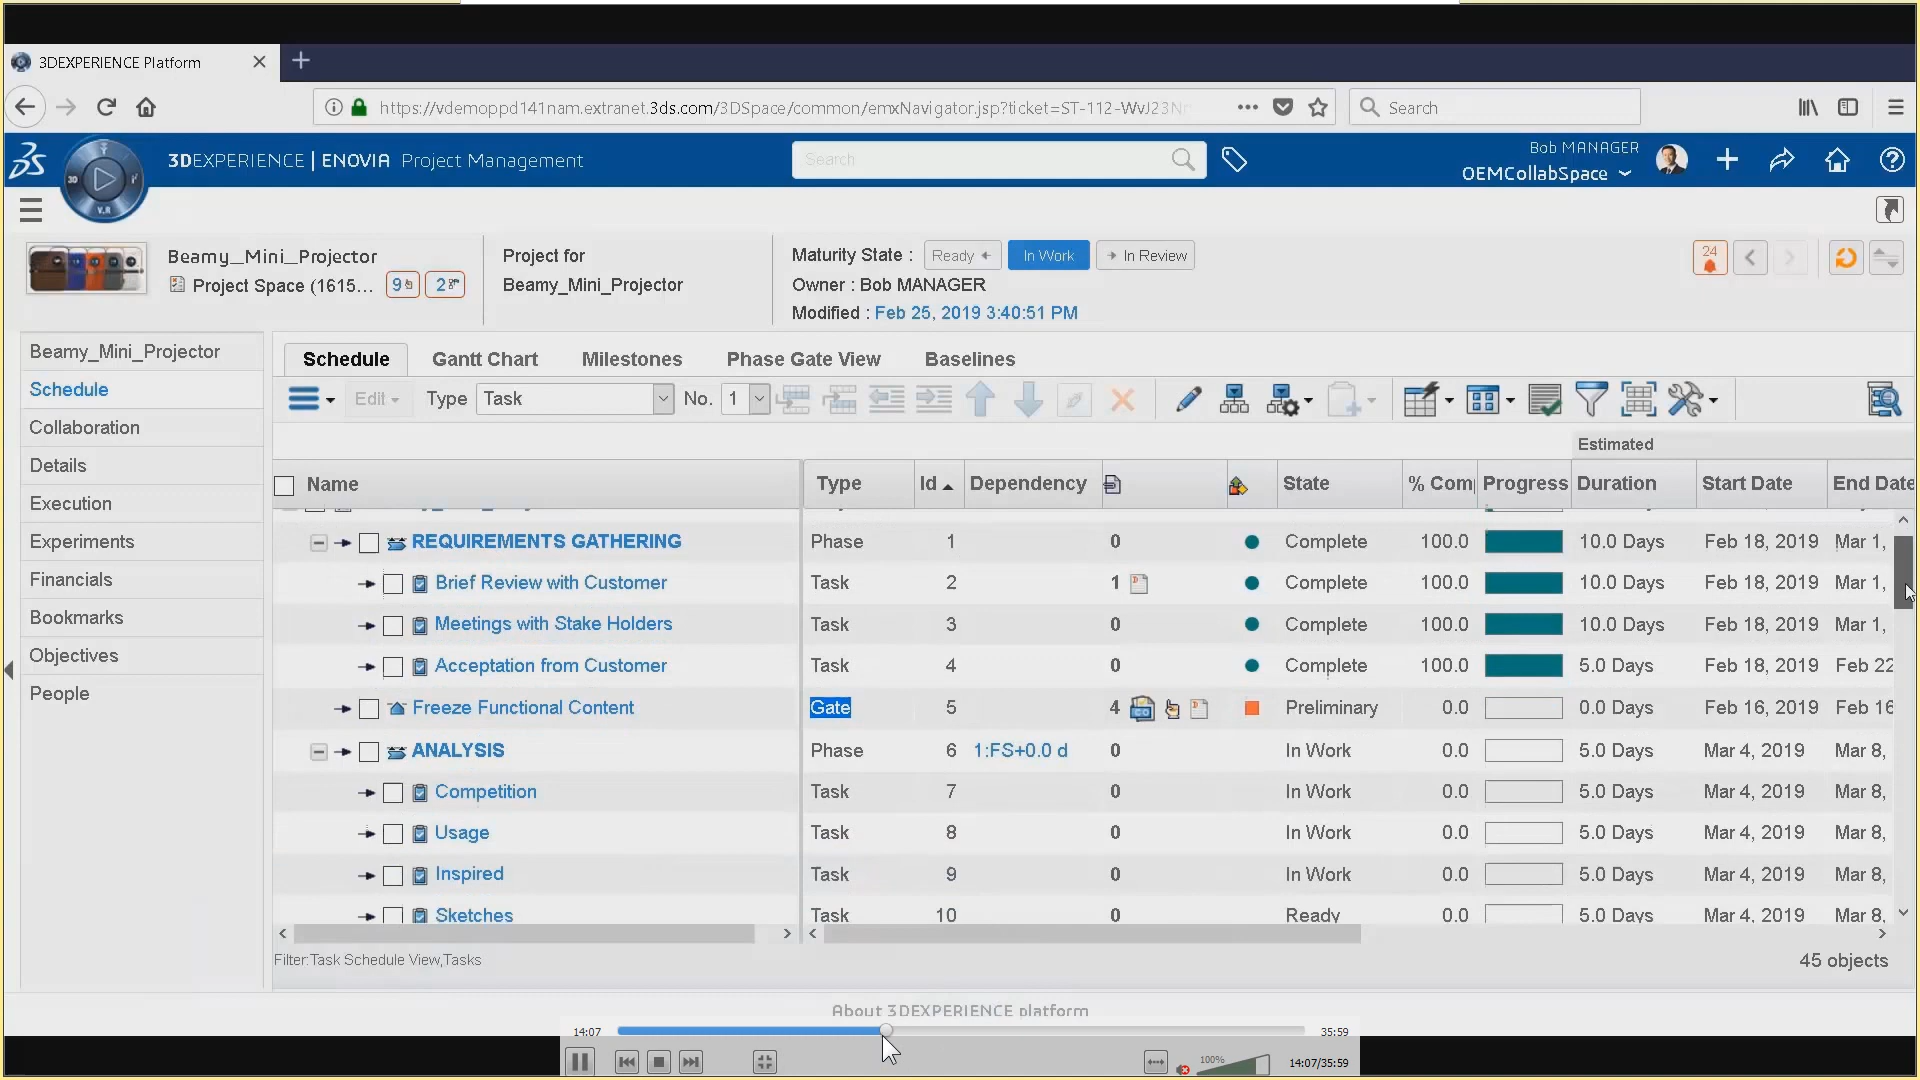 3DEXPERIENCE Platform
https://vdemoppd141nam.extranet.3ds.com/3DSpace/common/emxNavigator.jsp?ticket=ST-112-WvJ23N
Search
3DEXPERIENCE | ENOVIA Project Management
Search
Bob MANAGER
OEMCollabSpace
3D
V.R
Beamy_Mini_Projector
Project Space (1615...
9
2
Project for
Beamy_Mini_Projector
Maturity State :
Ready
In Work
In Review
Owner : Bob MANAGER
Modified : Feb 25, 2019 3:40:51 PM
24
Beamy_Mini_Projector
Schedule
Collaboration
Details
Execution
Experiments
Financials
Bookmarks
Objectives
People
Schedule Gantt Chart Milestones Phase Gate View Baselines
Edit Type Task No. 1
Estimated
Name Type Id Dependency State % Com Progress Duration Start Date End Date
REQUIREMENTS GATHERING Phase 1 0 Complete 100.0 10.0 Days Feb 18, 2019 Mar 1,
Brief Review with Customer Task 2 1 Complete 100.0 10.0 Days Feb 18, 2019 Mar 1,
Meetings with Stake Holders Task 3 0 Complete 100.0 10.0 Days Feb 18, 2019 Mar 1,
Acceptation from Customer Task 4 0 Complete 100.0 5.0 Days Feb 18, 2019 Feb 22
Freeze Functional Content Gate 5 4 Preliminary 0.0 0.0 Days Feb 16, 2019 Feb 16
ANALYSIS Phase 6 1:FS+0.0 d 0 In Work 0.0 5.0 Days Mar 4, 2019 Mar 8,
Competition Task 7 0 In Work 0.0 5.0 Days Mar 4, 2019 Mar 8,
Usage Task 8 0 In Work 0.0 5.0 Days Mar 4, 2019 Mar 8,
Inspired Task 9 0 In Work 0.0 5.0 Days Mar 4, 2019 Mar 8,
Sketches Task 10 0 Ready 0.0 5.0 Days Mar 4, 2019 Mar 8,
Filter:Task Schedule View,Tasks
45 objects
About 3DEXPERIENCE platform
14:07
35:59
100%
14:07/35:59